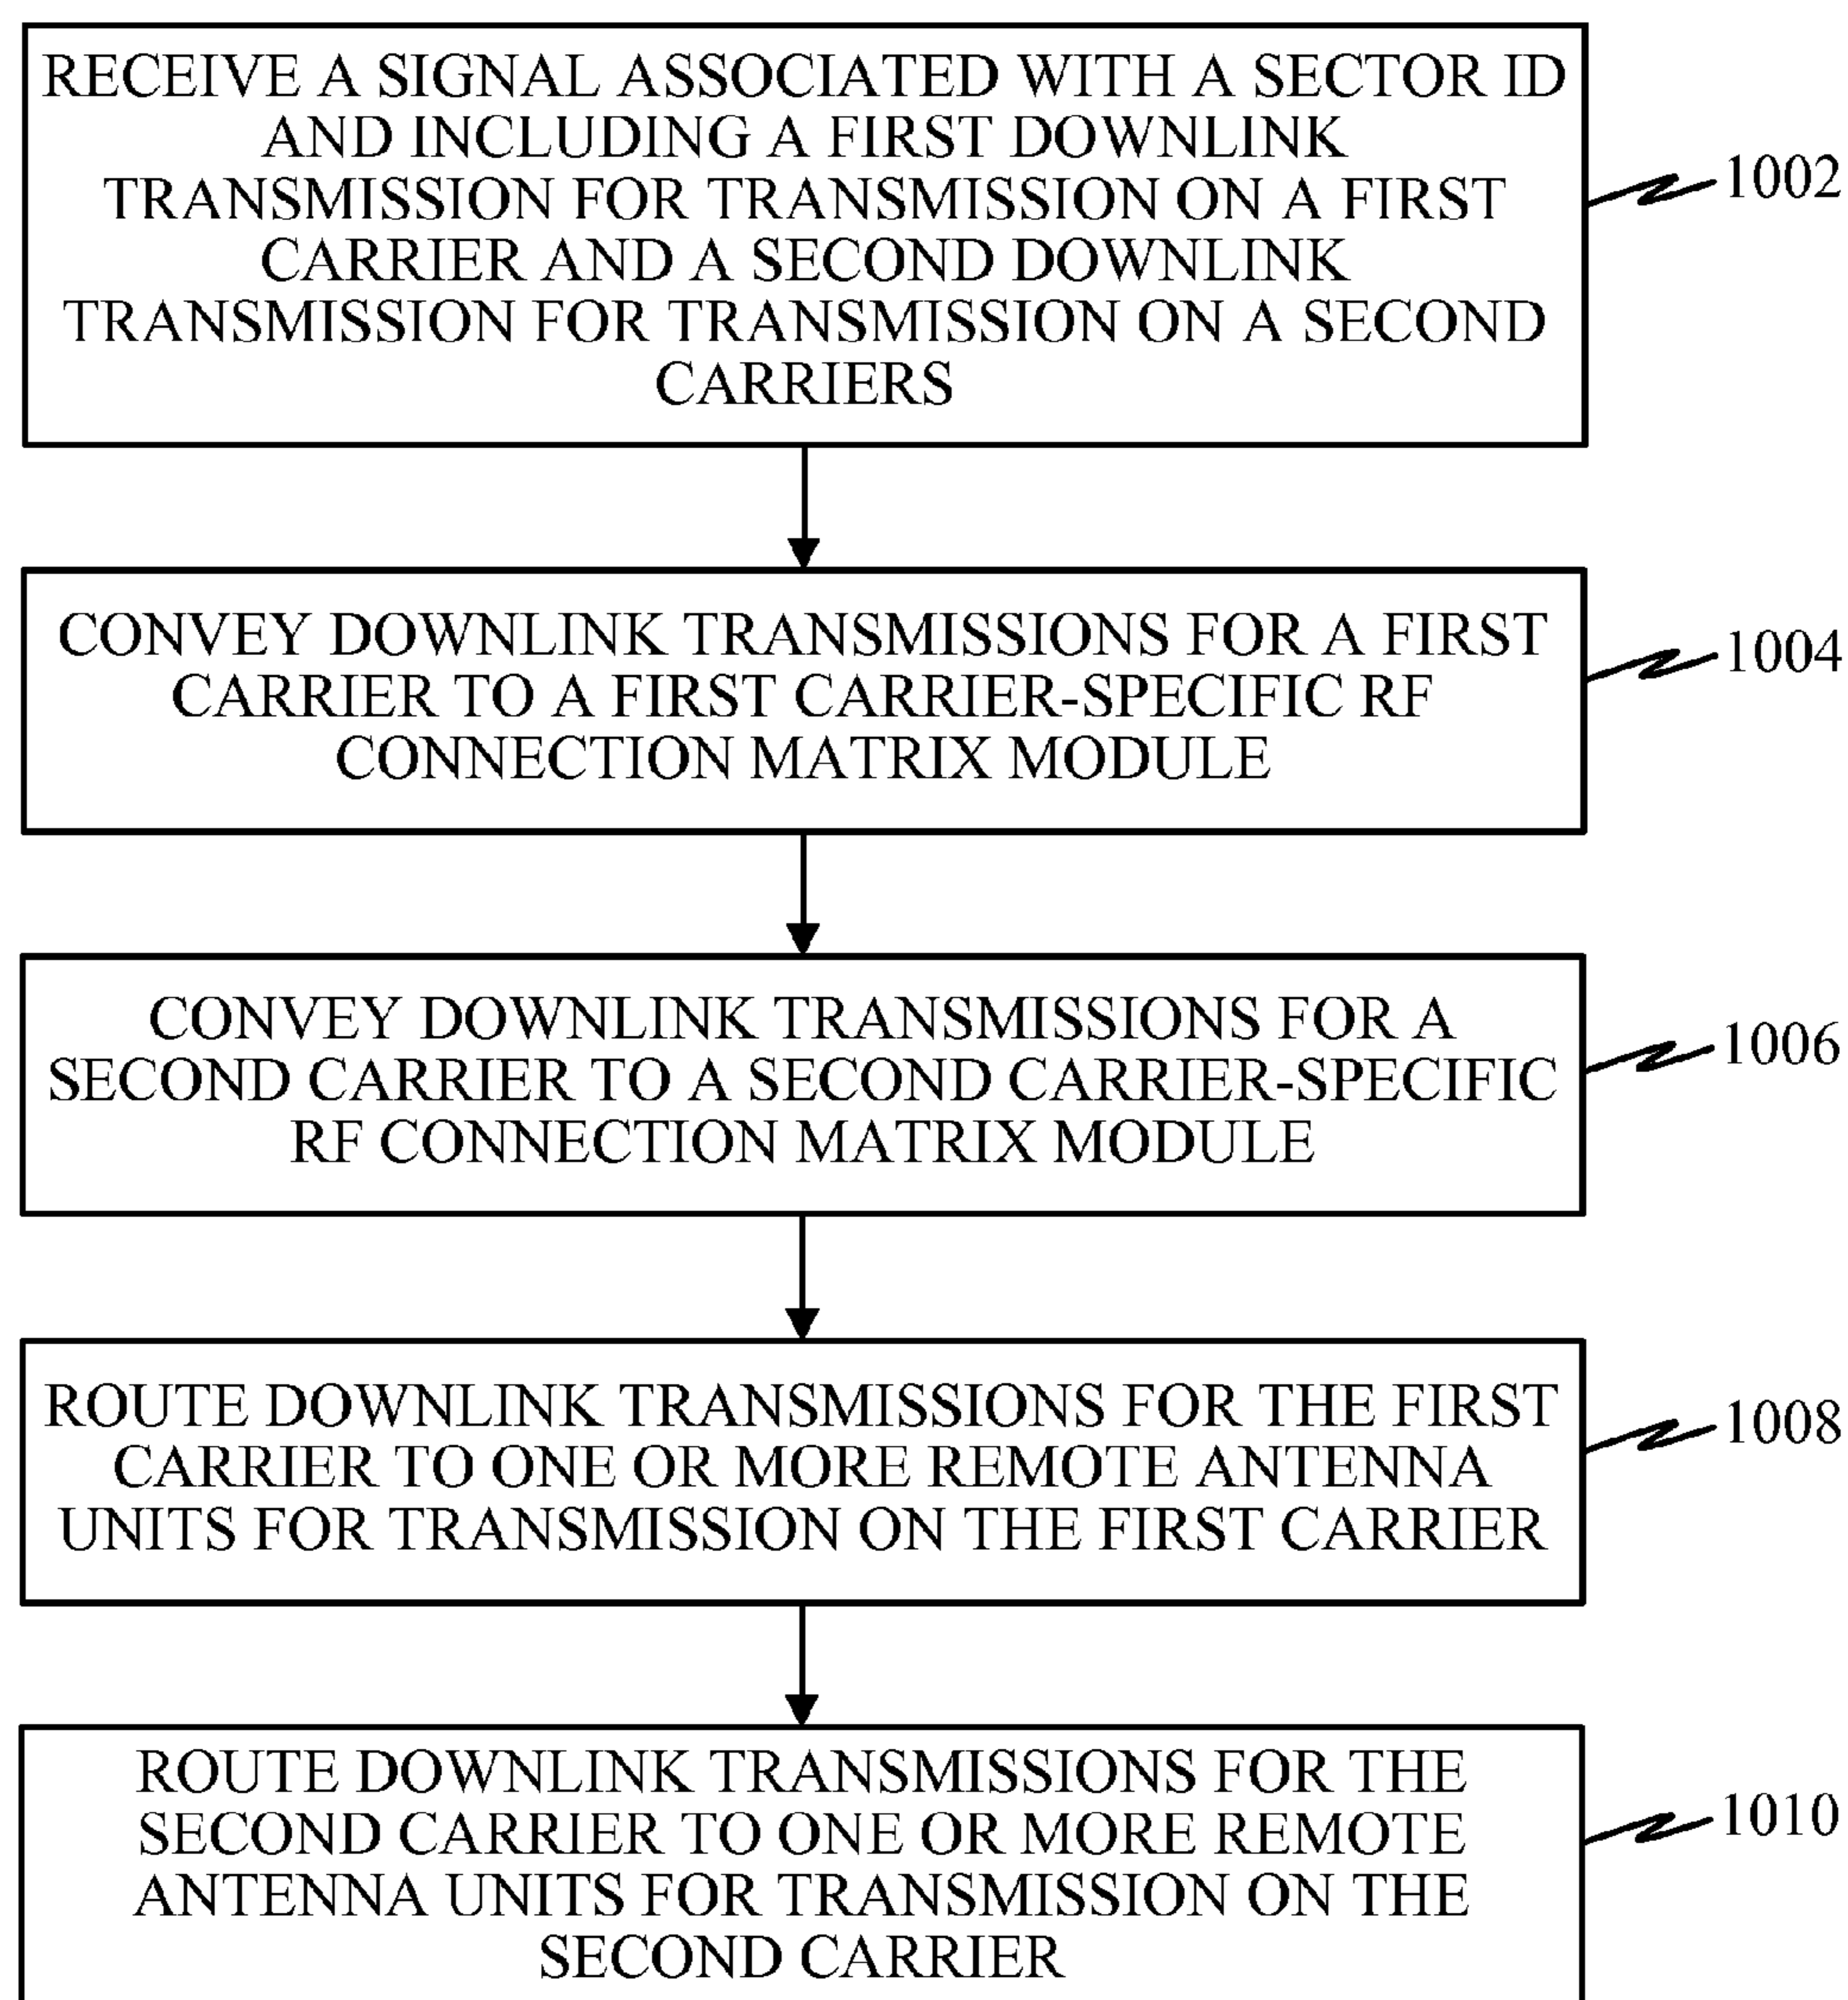 RECEIVE A SIGNAL ASSOCIATED WITH A SECTOR ID
AND INCLUDING A FIRST DOWNLINK
TRANSMISSION FOR TRANSMISSION ON A FIRST
CARRIER AND A SECOND DOWNLINK
TRANSMISSION FOR TRANSMISSION ON A SECOND
CARRIERS
1002
CONVEY DOWNLINK TRANSMISSIONS FOR A FIRST
CARRIER TO A FIRST CARRIER-SPECIFIC RF
CONNECTION MATRIX MODULE
1004
CONVEY DOWNLINK TRANSMISSIONS FOR A
SECOND CARRIER TO A SECOND CARRIER-SPECIFIC
RF CONNECTION MATRIX MODULE
1006
ROUTE DOWNLINK TRANSMISSIONS FOR THE FIRST
CARRIER TO ONE OR MORE REMOTE ANTENNA
UNITS FOR TRANSMISSION ON THE FIRST CARRIER
1008
ROUTE DOWNLINK TRANSMISSIONS FOR THE
SECOND CARRIER TO ONE OR MORE REMOTE
ANTENNA UNITS FOR TRANSMISSION ON THE
SECOND CARRIER
1010